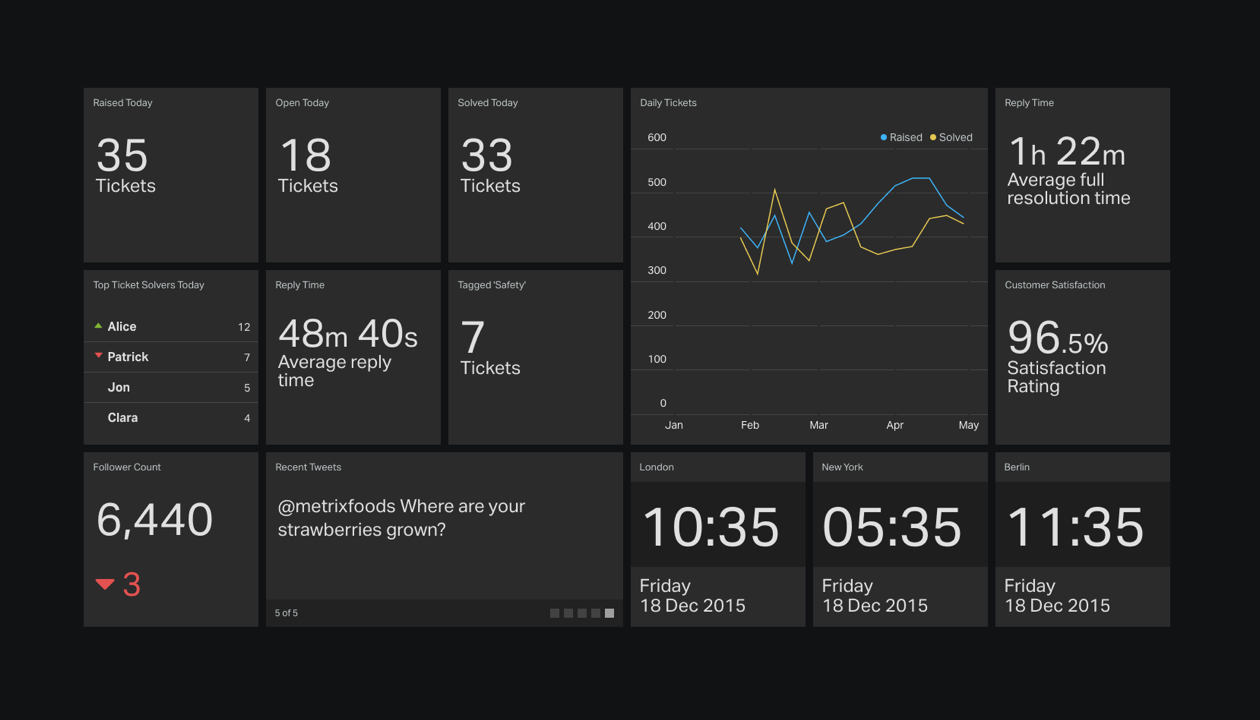 Raised Today
35
Tickets
Open Today
18
Tickets
Solved Today
33
Tickets
Daily Tickets
Raised
Solved
600
500
400
300
200
100
0
Jan
Feb
Mar
Apr
May
Reply Time
1h 22m
Average full
resolution time
Top Ticket Solvers Today
Alice 12
Patrick 7
Jon 5
Clara 4
Reply Time
48m 40s
Average reply
time
Tagged 'Safety'
7
Tickets
Customer Satisfaction
96.5%
Satisfaction
Rating
Follower Count
6,440
3
Recent Tweets
@metrixfoods Where are your
strawberries grown?
5 of 5
London
10:35
Friday
18 Dec 2015
New York
05:35
Friday
18 Dec 2015
Berlin
11:35
Friday
18 Dec 2015